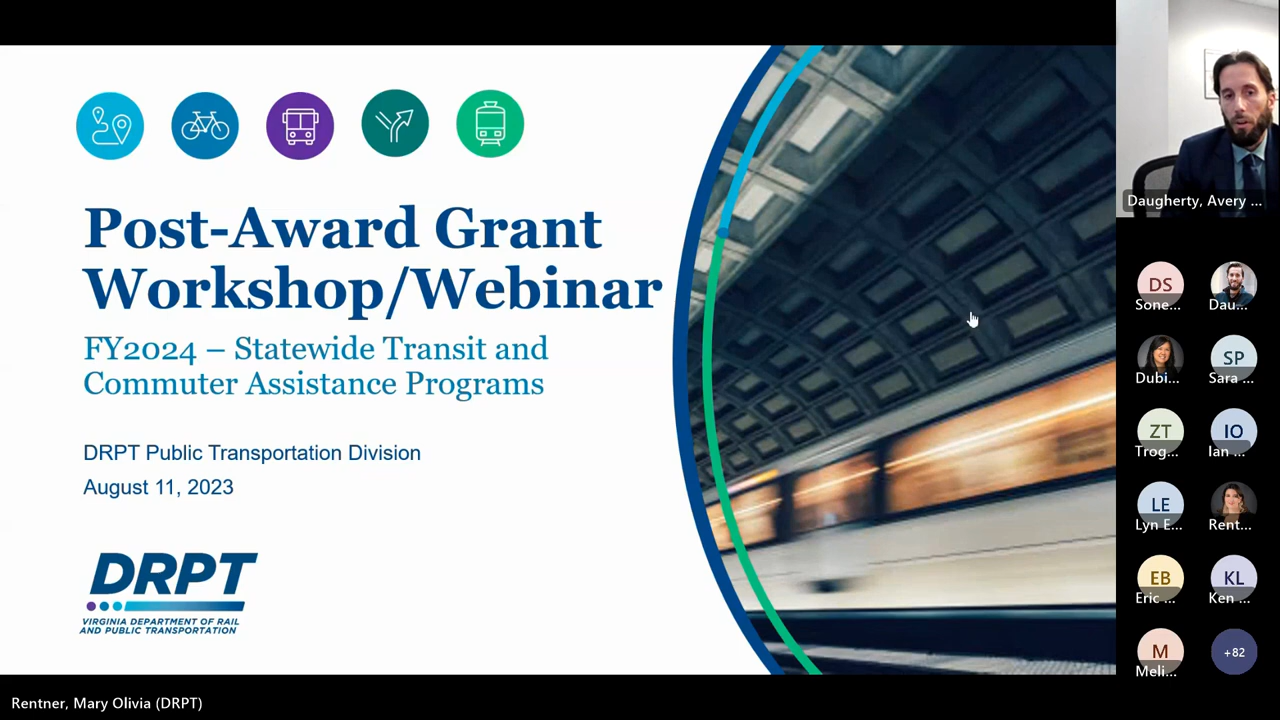 Post-Award Grant
Workshop/Webinar
FY2024 – Statewide Transit and
Commuter Assistance Programs
DRPT Public Transportation Division
August 11, 2023
DRPT
VIRGINIA DEPARTMENT OF RAIL
AND PUBLIC TRANSPORTATION
Daugherty, Avery ...
DS
Sone...
Dau...
Dubi...
SP
Sara ...
ZT
Trog...
IO
Ian ...
LE
Lyn E...
Rent...
EB
Eric ...
KL
Ken ...
M
Meli...
+82
Rentner, Mary Olivia (DRPT)